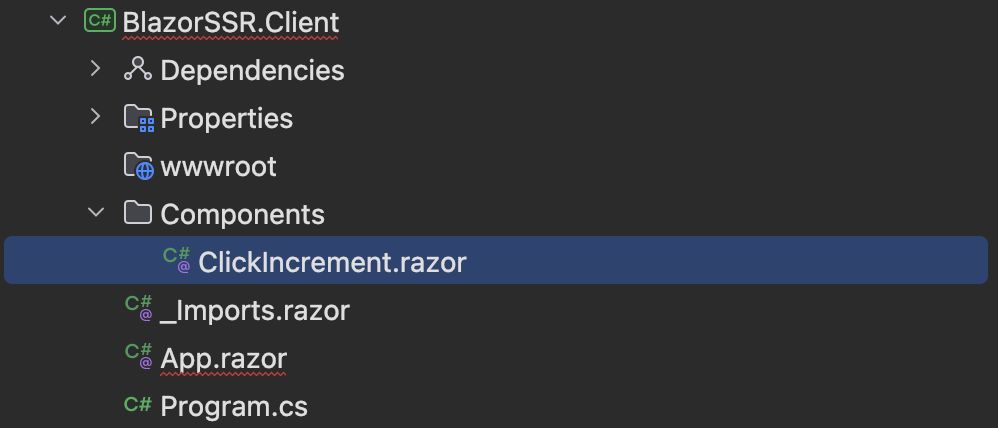 C# BlazorSSR.Client
Dependencies
Properties
wwwroot
Components
C#@ ClickIncrement.razor
C#@ _Imports.razor
C#@ App.razor
C# Program.cs